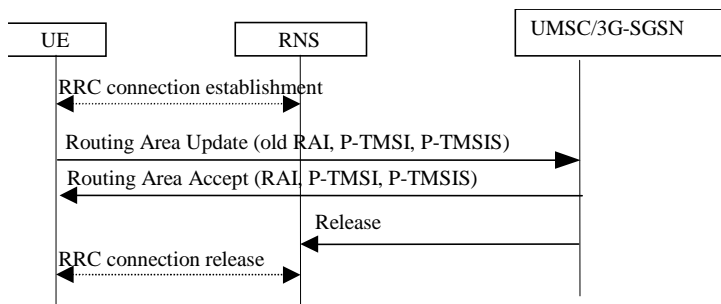 UE
RNS
UMSC/3G-SGSN
RRC connection establishment
Routing Area Update (old RAI, P-TMSI, P-TMSIS)
Routing Area Accept (RAI, P-TMSI, P-TMSIS)
Release
RRC connection release